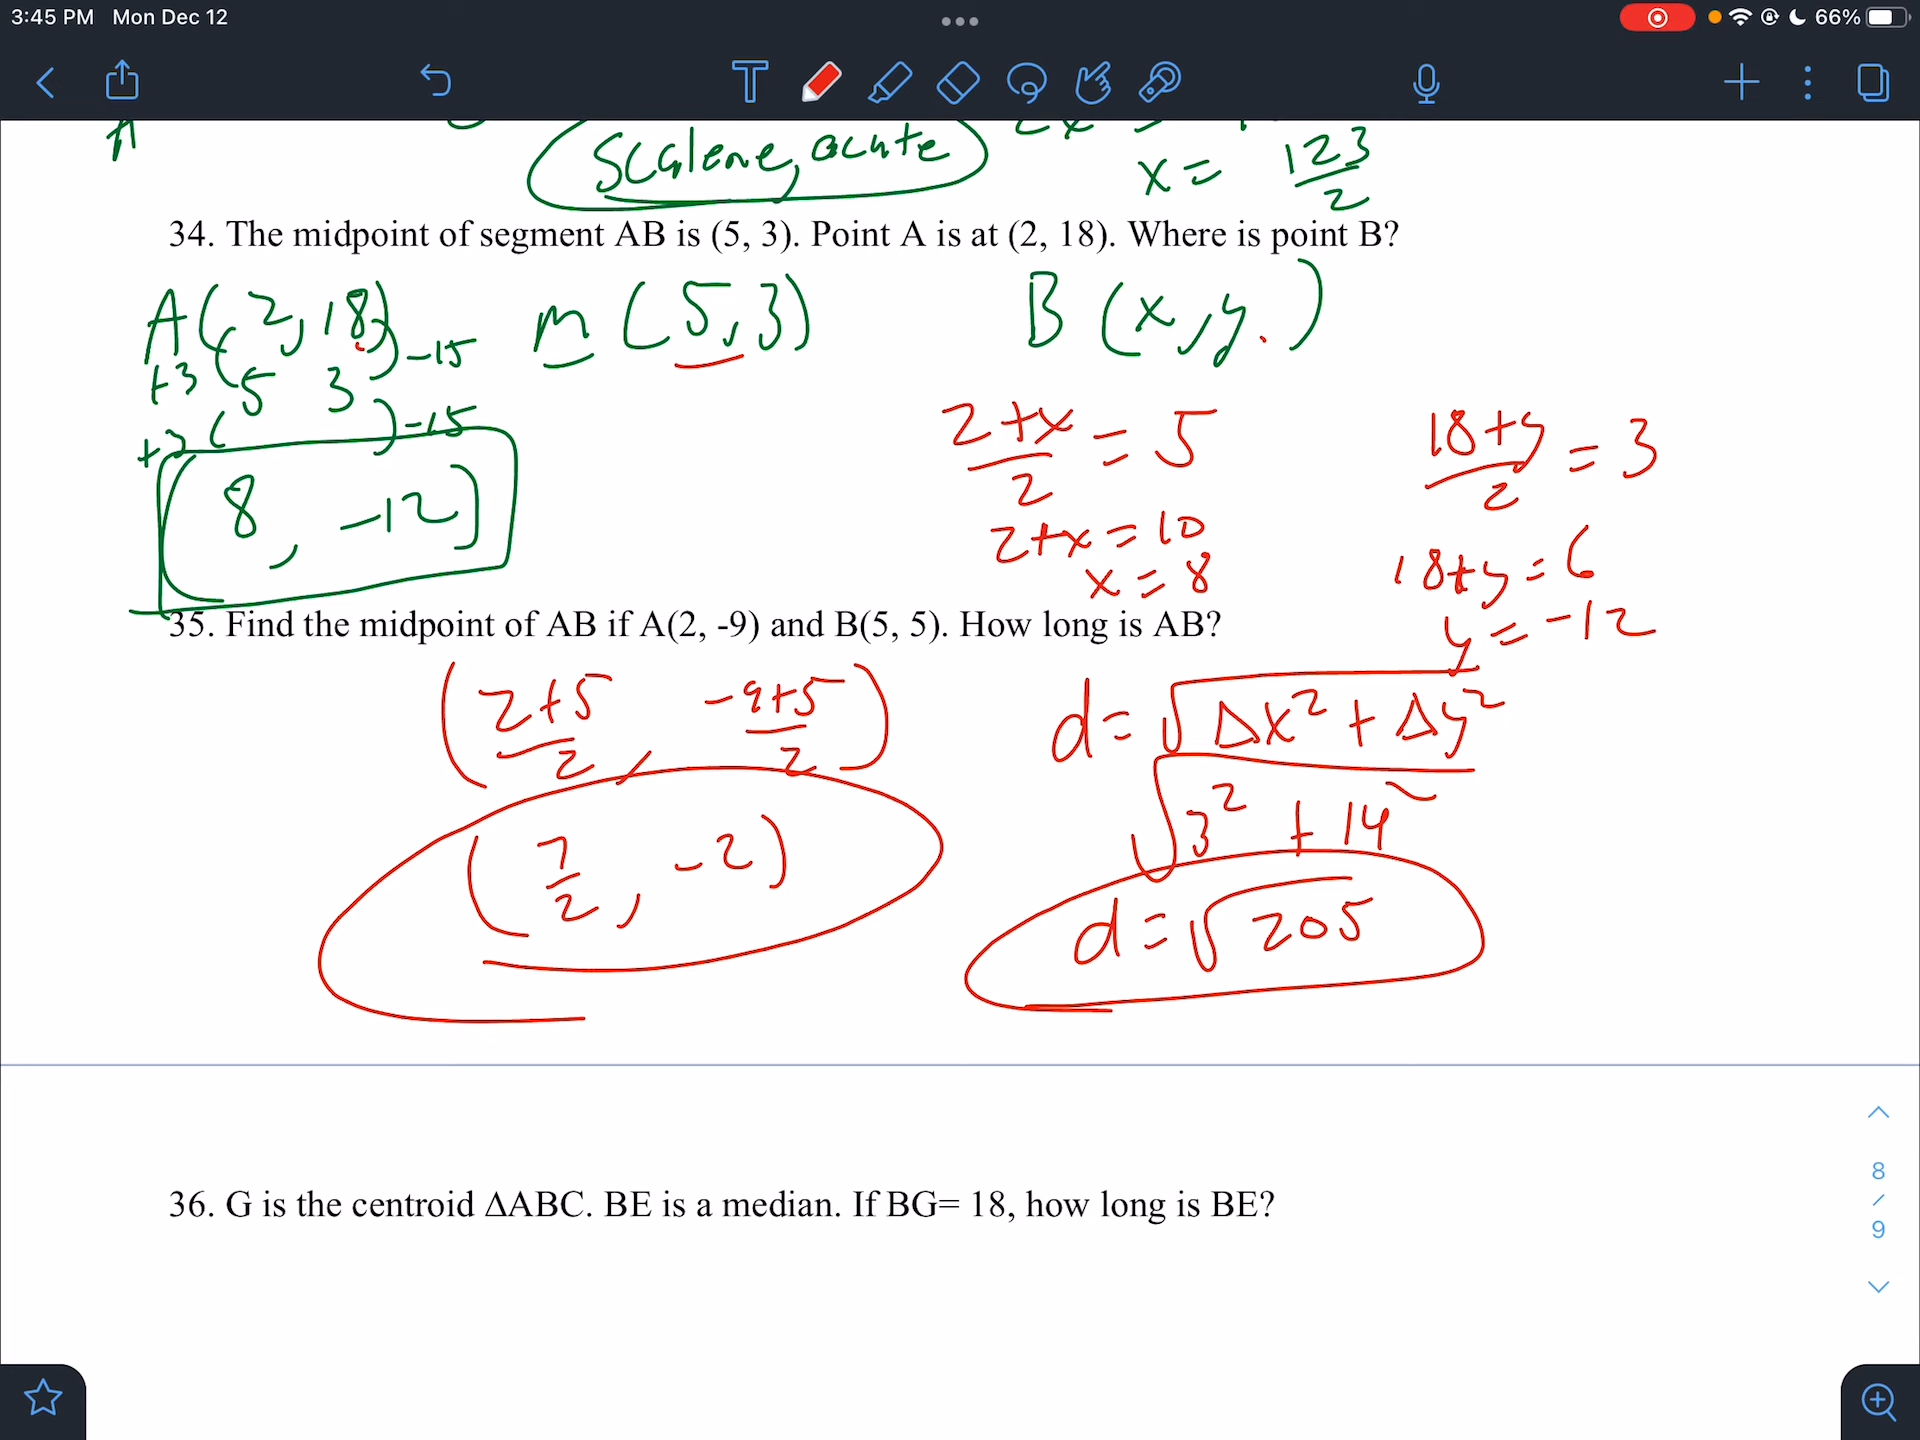 3:45 PM Mon Dec 12
66%
scalene, acute
x = 123/2
34. The midpoint of segment AB is (5, 3). Point A is at (2, 18). Where is point B?
A(2, 18) m (5, 3) B (x, y)
-15
+3 (5 3
+3 ( )-15
(8, -12)
(2+x)/2 = 5
2+x = 10
x = 8
(18+y)/2 = 3
18+y = 6
y = -12
35. Find the midpoint of AB if A(2, -9) and B(5, 5). How long is AB?
((2+5)/2, (-9+5)/2)
(7/2, -2)
d = √Δx² + Δy²
√3² + 14²
d = √205
36. G is the centroid ΔABC. BE is a median. If BG= 18, how long is BE?
8
/
9